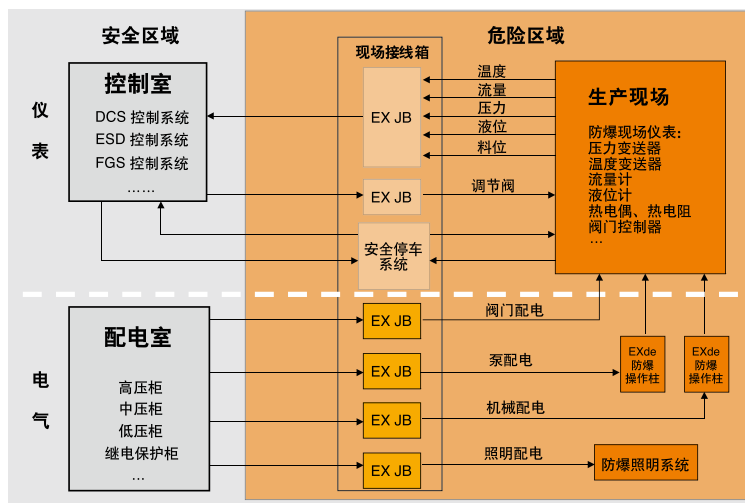 安全区域
危险区域
仪
表
控制室
DCS 控制系统
ESD 控制系统
FGS 控制系统
……
现场接线箱
EX JB
EX JB
安全停车
系统
温度
流量
压力
液位
料位
调节阀
生产现场
防爆现场仪表:
压力变送器
温度变送器
流量计
液位计
热电偶、热电阻
阀门控制器
…
电
气
配电室
高压柜
中压柜
低压柜
继电保护柜
…
EX JB
阀门配电
EX JB
泵配电
EX JB
机械配电
EX JB
照明配电
EXde
防爆
操作柱
EXde
防爆
操作柱
防爆照明系统